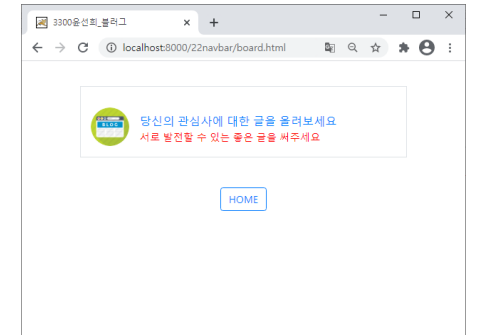 3300윤선희_블러그
localhost:8000/22navbar/board.html
BLOG
당신의 관심사에 대한 글을 올려보세요
서로 발전할 수 있는 좋은 글을 써주세요
HOME